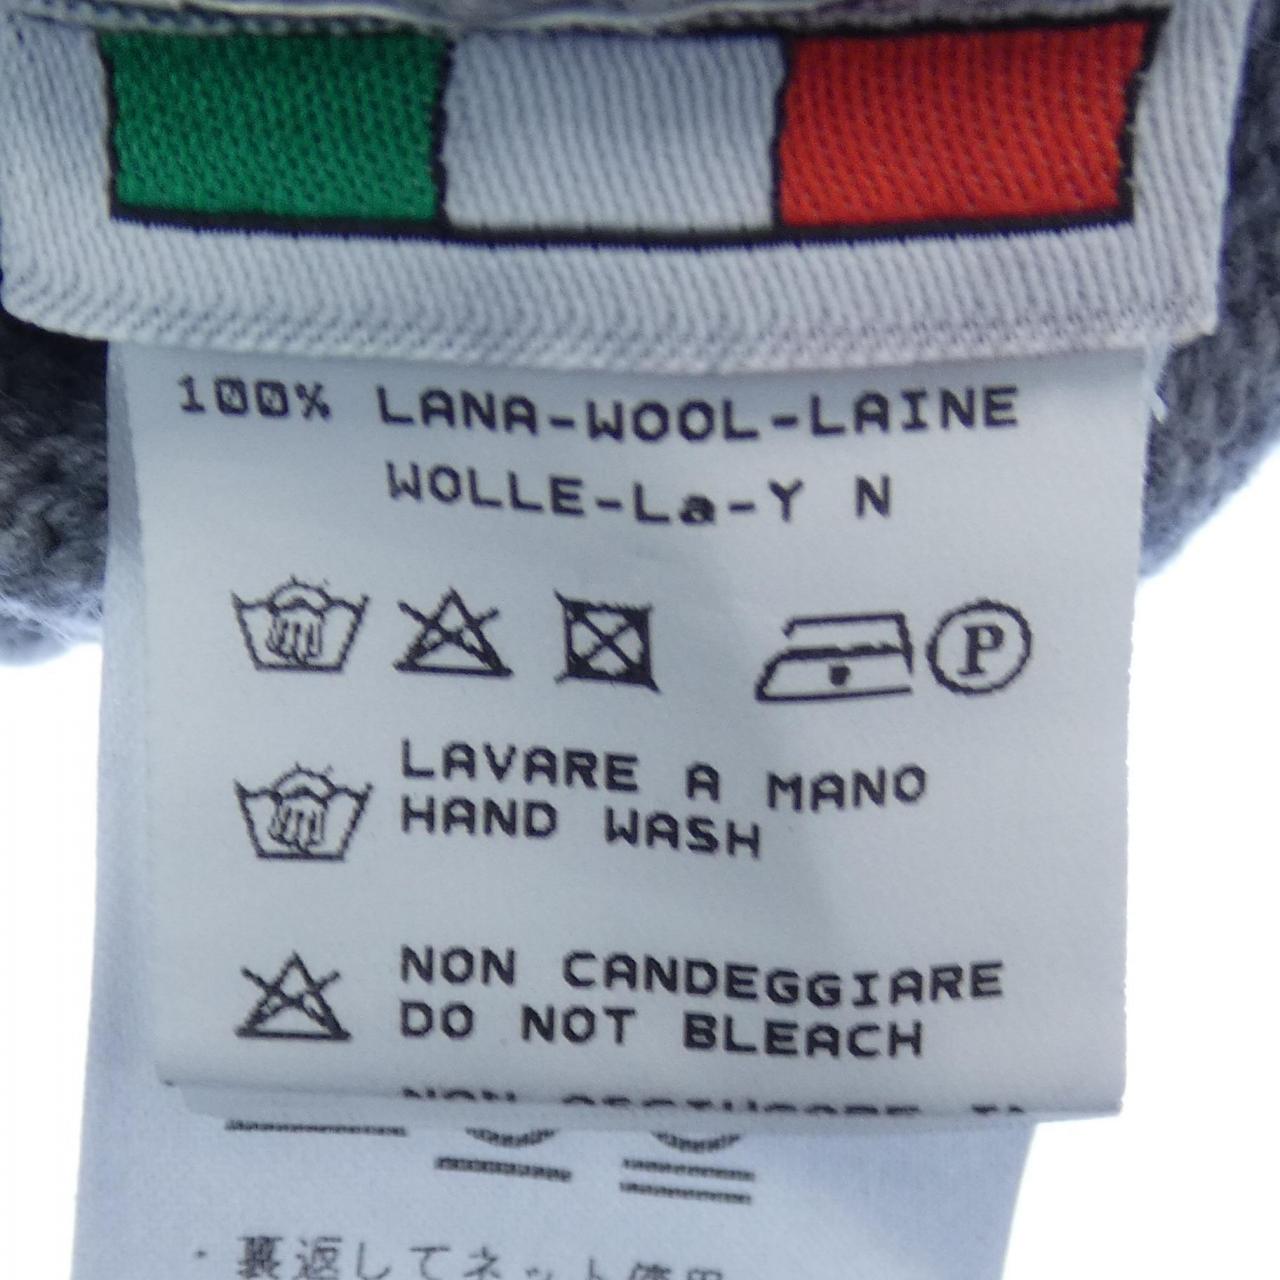 100% LANA-WOOL-LAINE
WOLLE-La-Y N
P
LAVARE A MANO
HAND WASH
NON CANDEGGIARE
DO NOT BLEACH
・裏返してネット使用